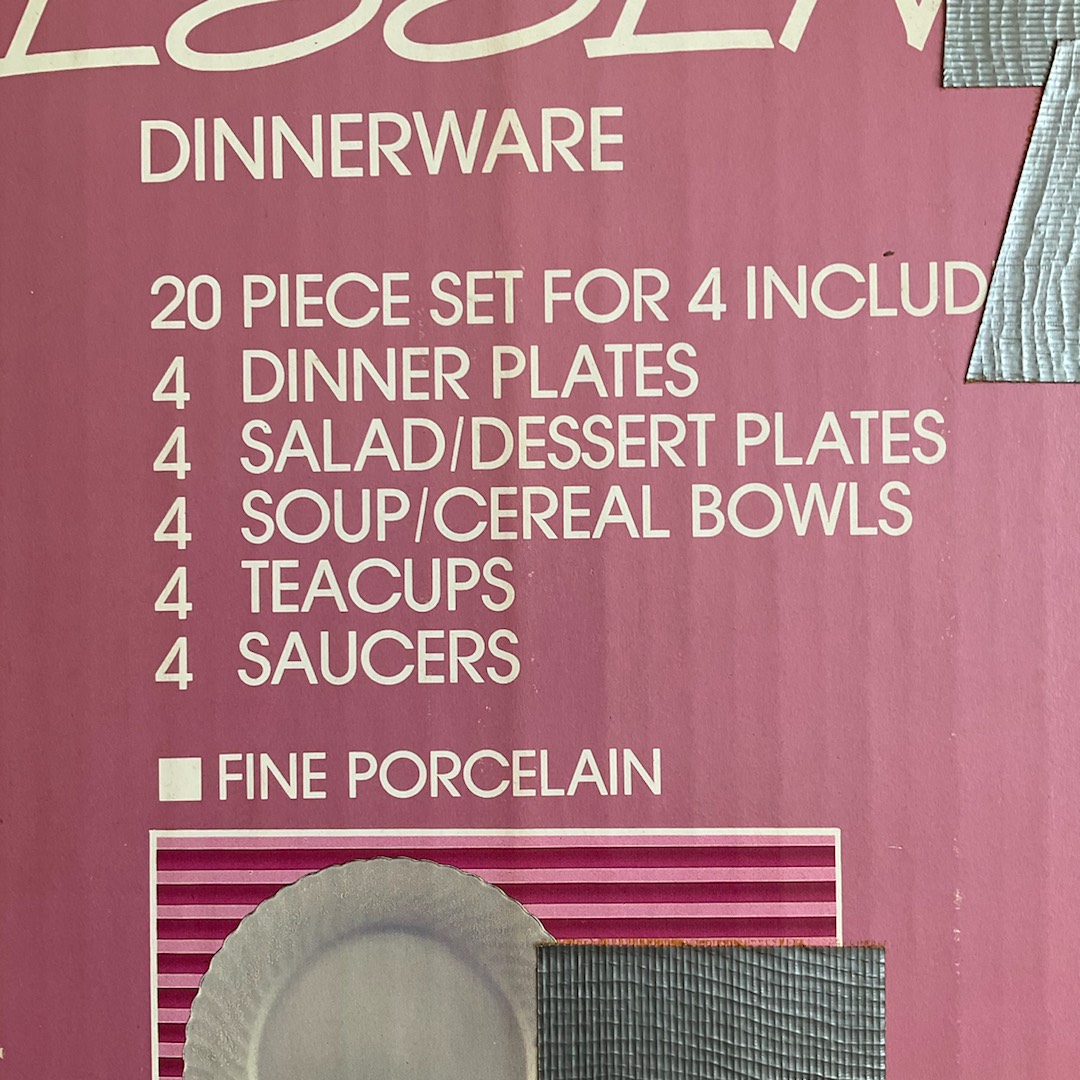 DINNERWARE
20 PIECE SET FOR 4 INCLUD
4 DINNER PLATES
4 SALAD/DESSERT PLATES
4 SOUP/CEREAL BOWLS
4 TEACUPS
4 SAUCERS
FINE PORCELAIN